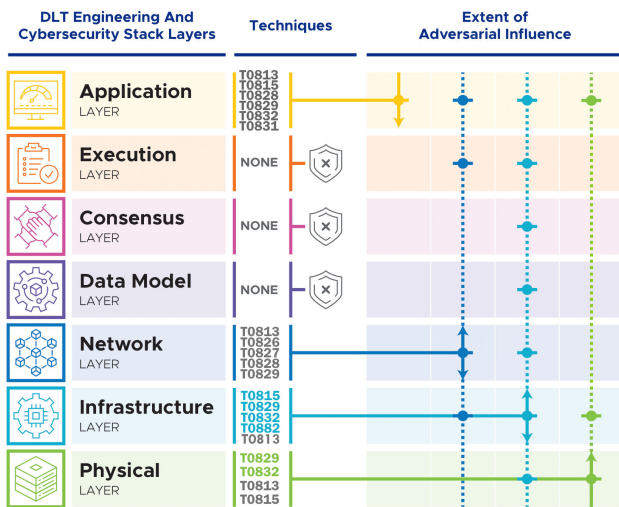 DLT Engineering And
Cybersecurity Stack Layers
Techniques
Extent of
Adversarial Influence
Application
LAYER
T0813
T0815
T0828
T0829
T0832
T0831
Execution
LAYER
NONE
Consensus
LAYER
NONE
Data Model
LAYER
NONE
Network
LAYER
T0813
T0826
T0827
T0828
T0829
Infrastructure
LAYER
T0815
T0829
T0832
T0882
T0813
Physical
LAYER
T0829
T0832
T0813
T0815